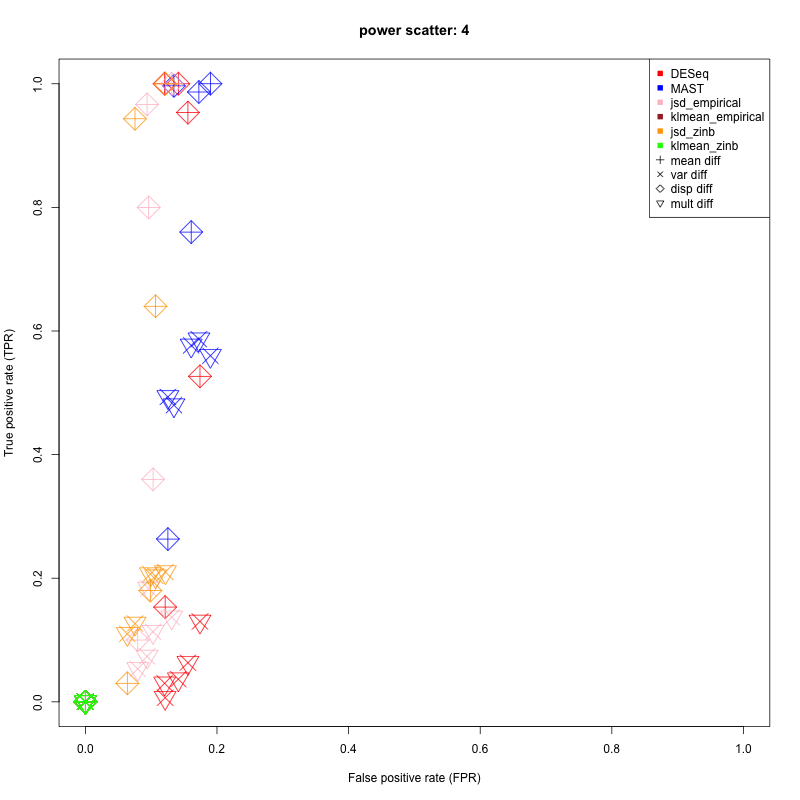 power scatter: 4
DESeq
MAST
jsd_empirical
klmean_empirical
jsd_zinb
klmean_zinb
mean diff
var diff
disp diff
mult diff
True positive rate (TPR)
1.0
0.8
0.6
0.4
0.2
0.0
0.0 0.2 0.4 0.6 0.8 1.0
False positive rate (FPR)